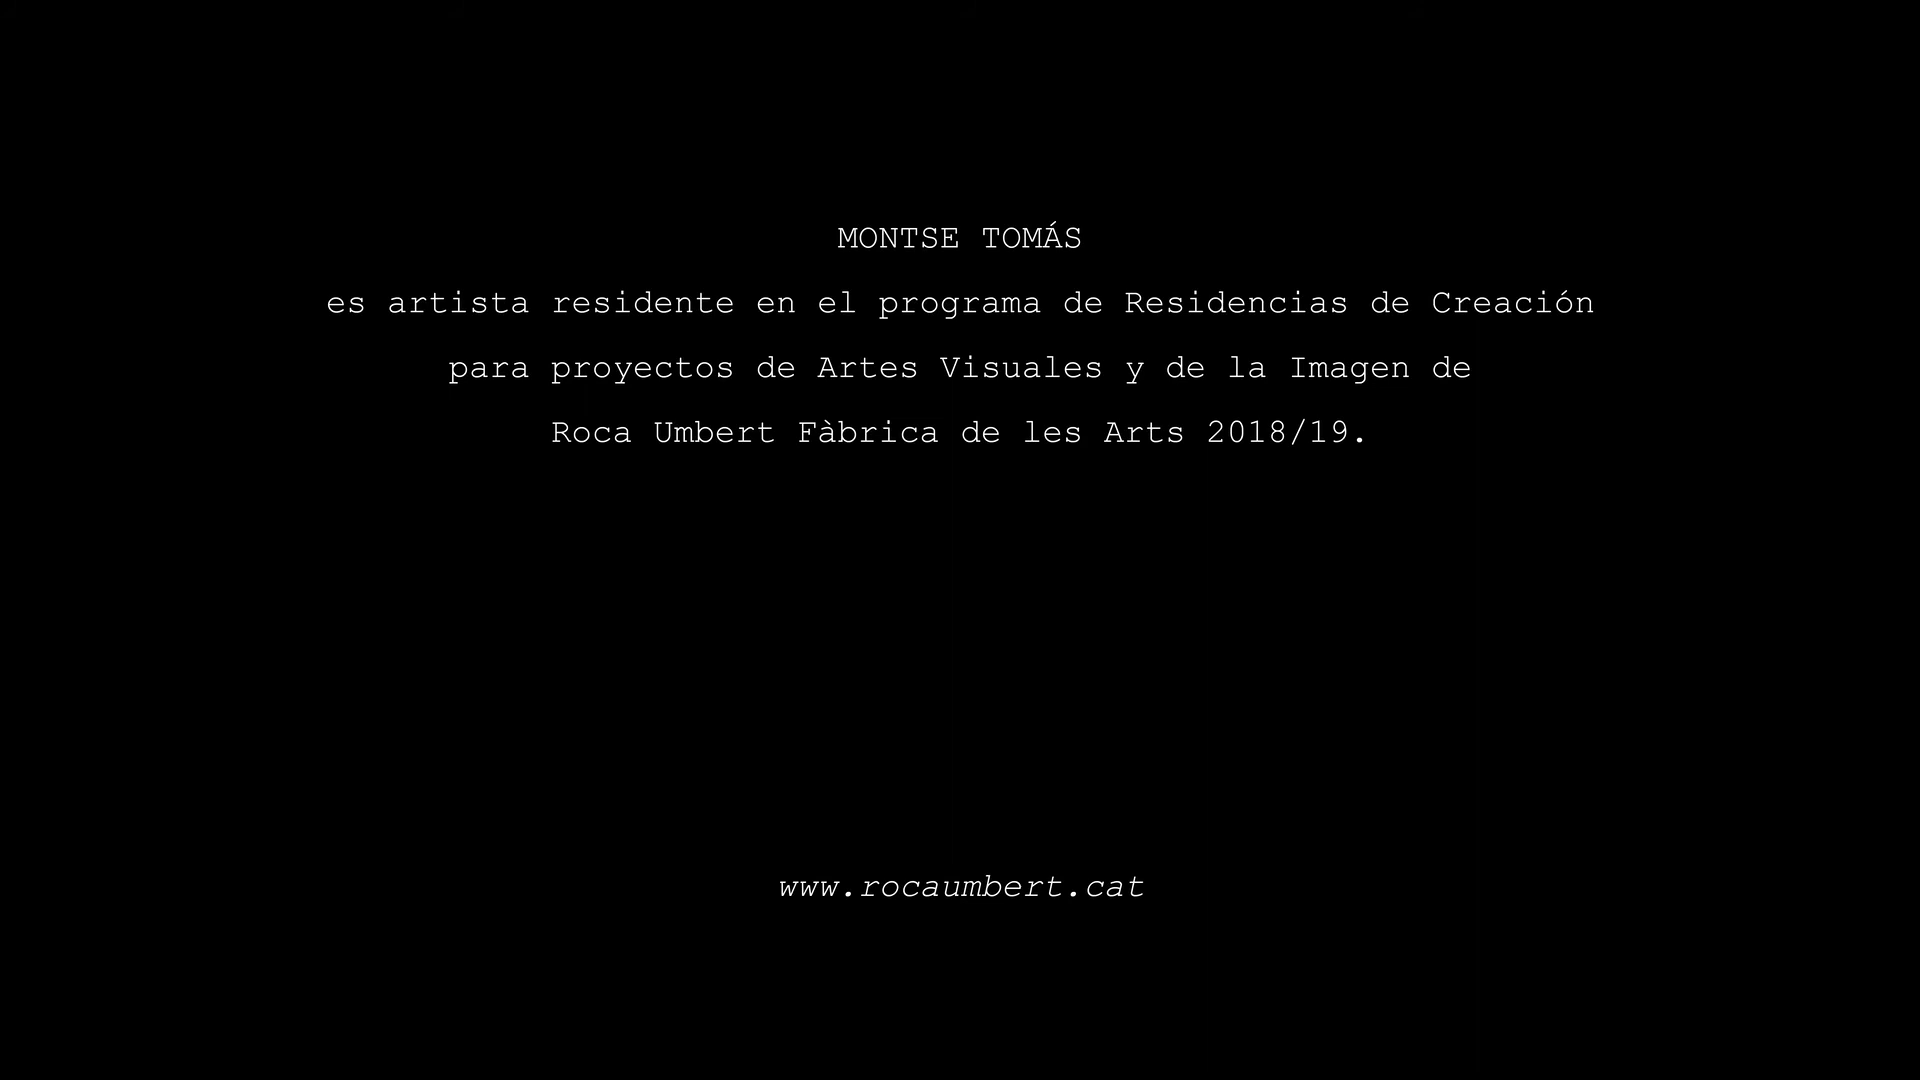 MONTSE TOMÁS
es artista residente en el programa de Residencias de Creación
para proyectos de Artes Visuales y de la Imagen de
Roca Umbert Fàbrica de les Arts 2018/19.
www.rocaumbert.cat